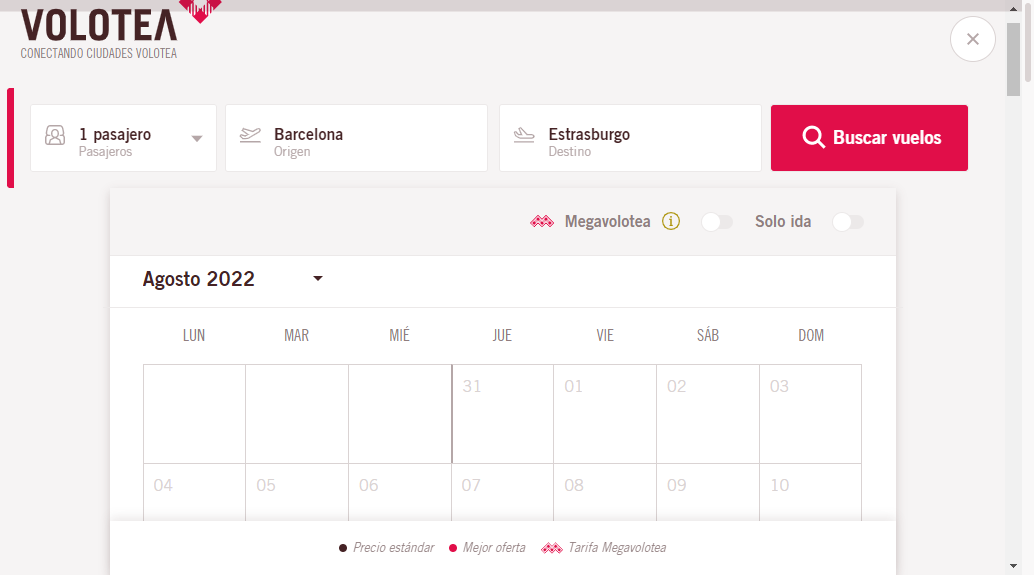 VOLOTEA
CONECTANDO CIUDADES VOLOTEA
1 pasajero
Pasajeros
Barcelona
Origen
Estrasburgo
Destino
Buscar vuelos
Megavolotea
Solo ida
Agosto 2022
LUN MAR MIÉ JUE VIE SÁB DOM
31 01 02 03
04 05 06 07 08 09 10
Precio estándar Mejor oferta Tarifa Megavolotea